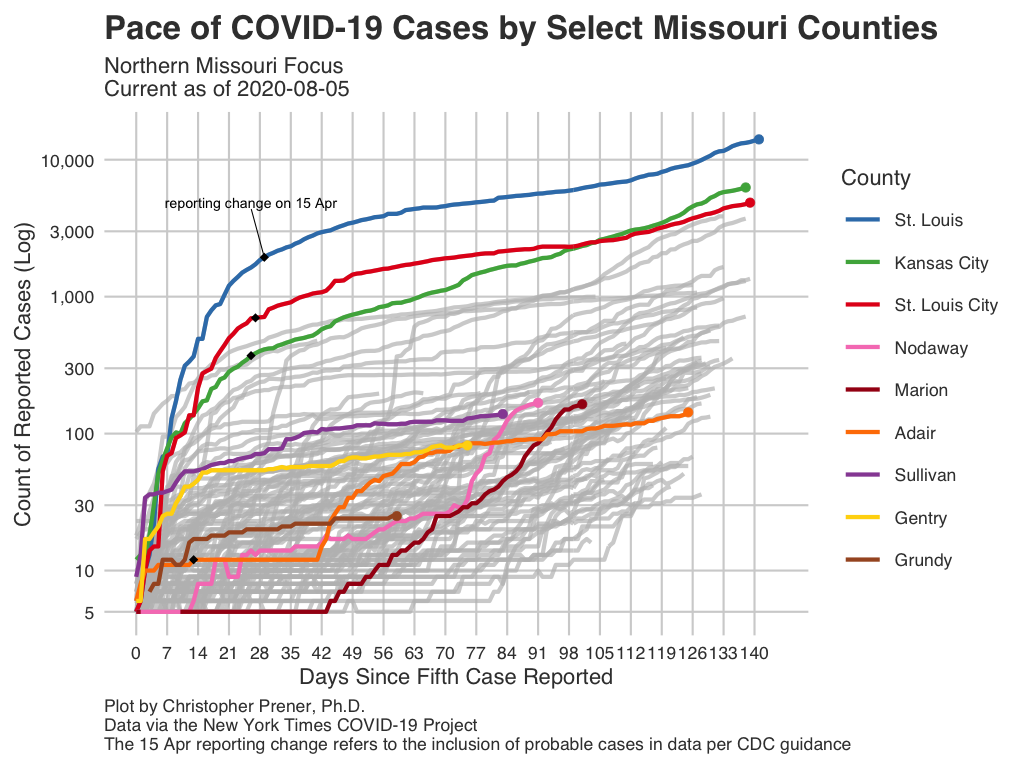 Pace of COVID-19 Cases by Select Missouri Counties
Northern Missouri Focus
Current as of 2020-08-05
Count of Reported Cases (Log)
10,000
3,000
1,000
300
100
30
10
5
reporting change on 15 Apr
0 7 14 21 28 35 42 49 56 63 70 77 84 91 98 105 112 119 126 133 140
Days Since Fifth Case Reported
County
St. Louis
Kansas City
St. Louis City
Nodaway
Marion
Adair
Sullivan
Gentry
Grundy
Plot by Christopher Prener, Ph.D.
Data via the New York Times COVID-19 Project
The 15 Apr reporting change refers to the inclusion of probable cases in data per CDC guidance